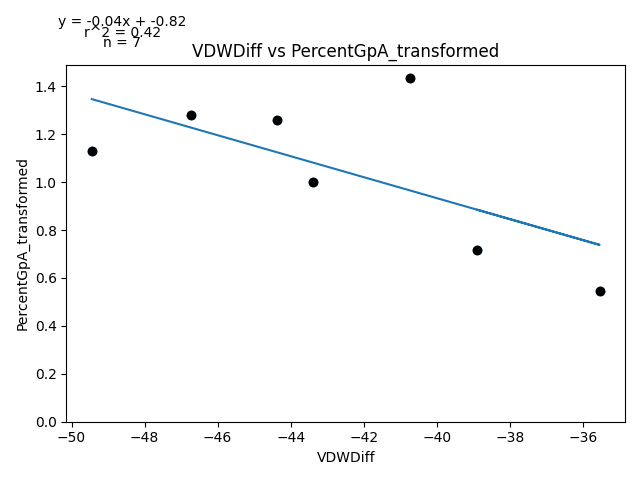 y = -0.04x + -0.82
r^2 = 0.42
n = 7
VDWDiff vs PercentGpA_transformed
PercentGpA_transformed
1.4
1.2
1.0
0.8
0.6
0.4
0.2
0.0
−50 −48 −46 −44 −42 −40 −38 −36
VDWDiff